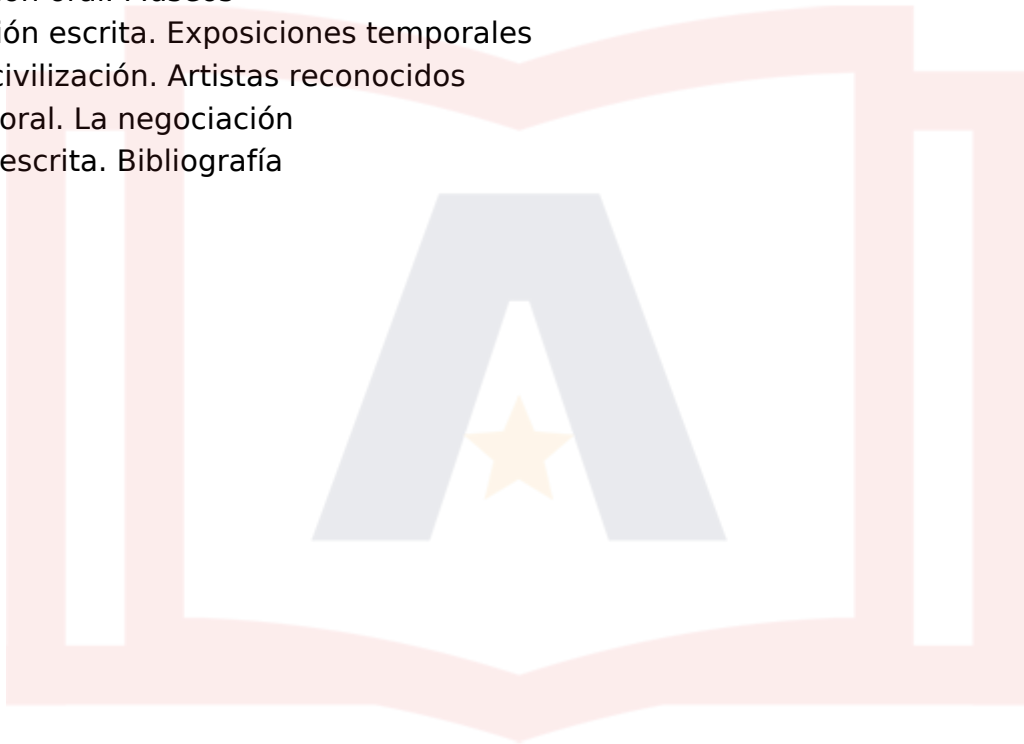 ión escrita. Exposiciones temporales
civilización. Artistas reconocidos
oral. La negociación
escrita. Bibliografía